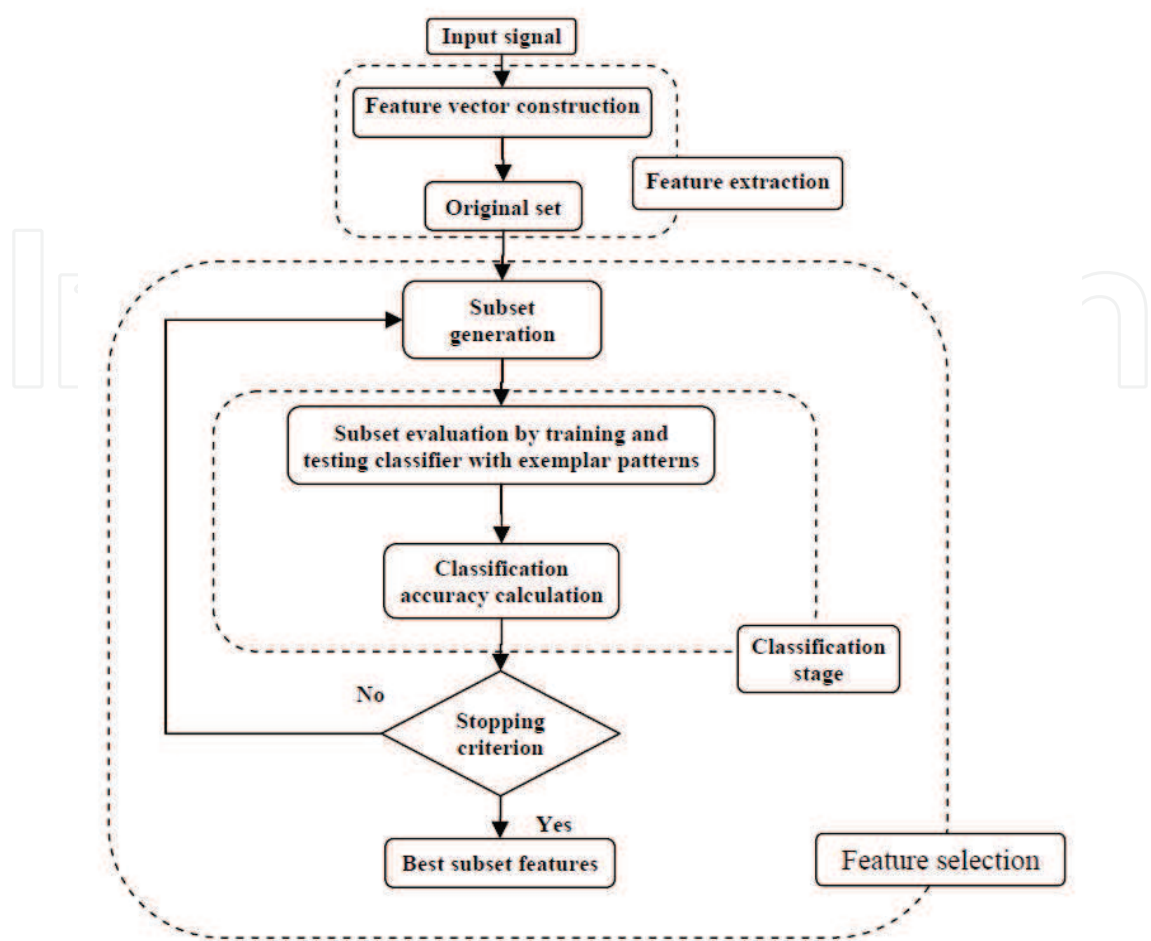 Input signal
Feature vector construction
Feature extraction
Original set
Subset
generation
Subset evaluation by training and
testing classifier with exemplar patterns
Classification
accuracy calculation
Classification
stage
No
Stopping
criterion
Yes
Best subset features
Feature selection